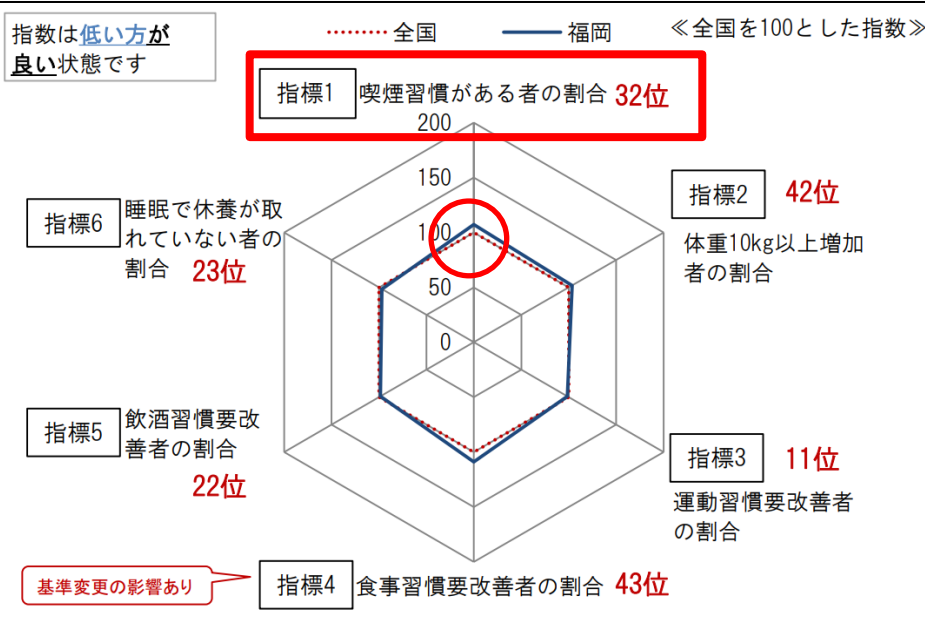 指数は低い方が
良い状態です
全国
福岡
≪全国を100とした指数≫
指標1 喫煙習慣がある者の割合 32位
200
150
100
50
0
指標2 42位
体重10kg以上増加
者の割合
指標3 11位
運動習慣要改善者
の割合
基準変更の影響あり
指標4 食事習慣要改善者の割合 43位
指標5 飲酒習慣要改
善者の割合
22位
指標6 睡眠で休養が取
れていない者の
割合 23位